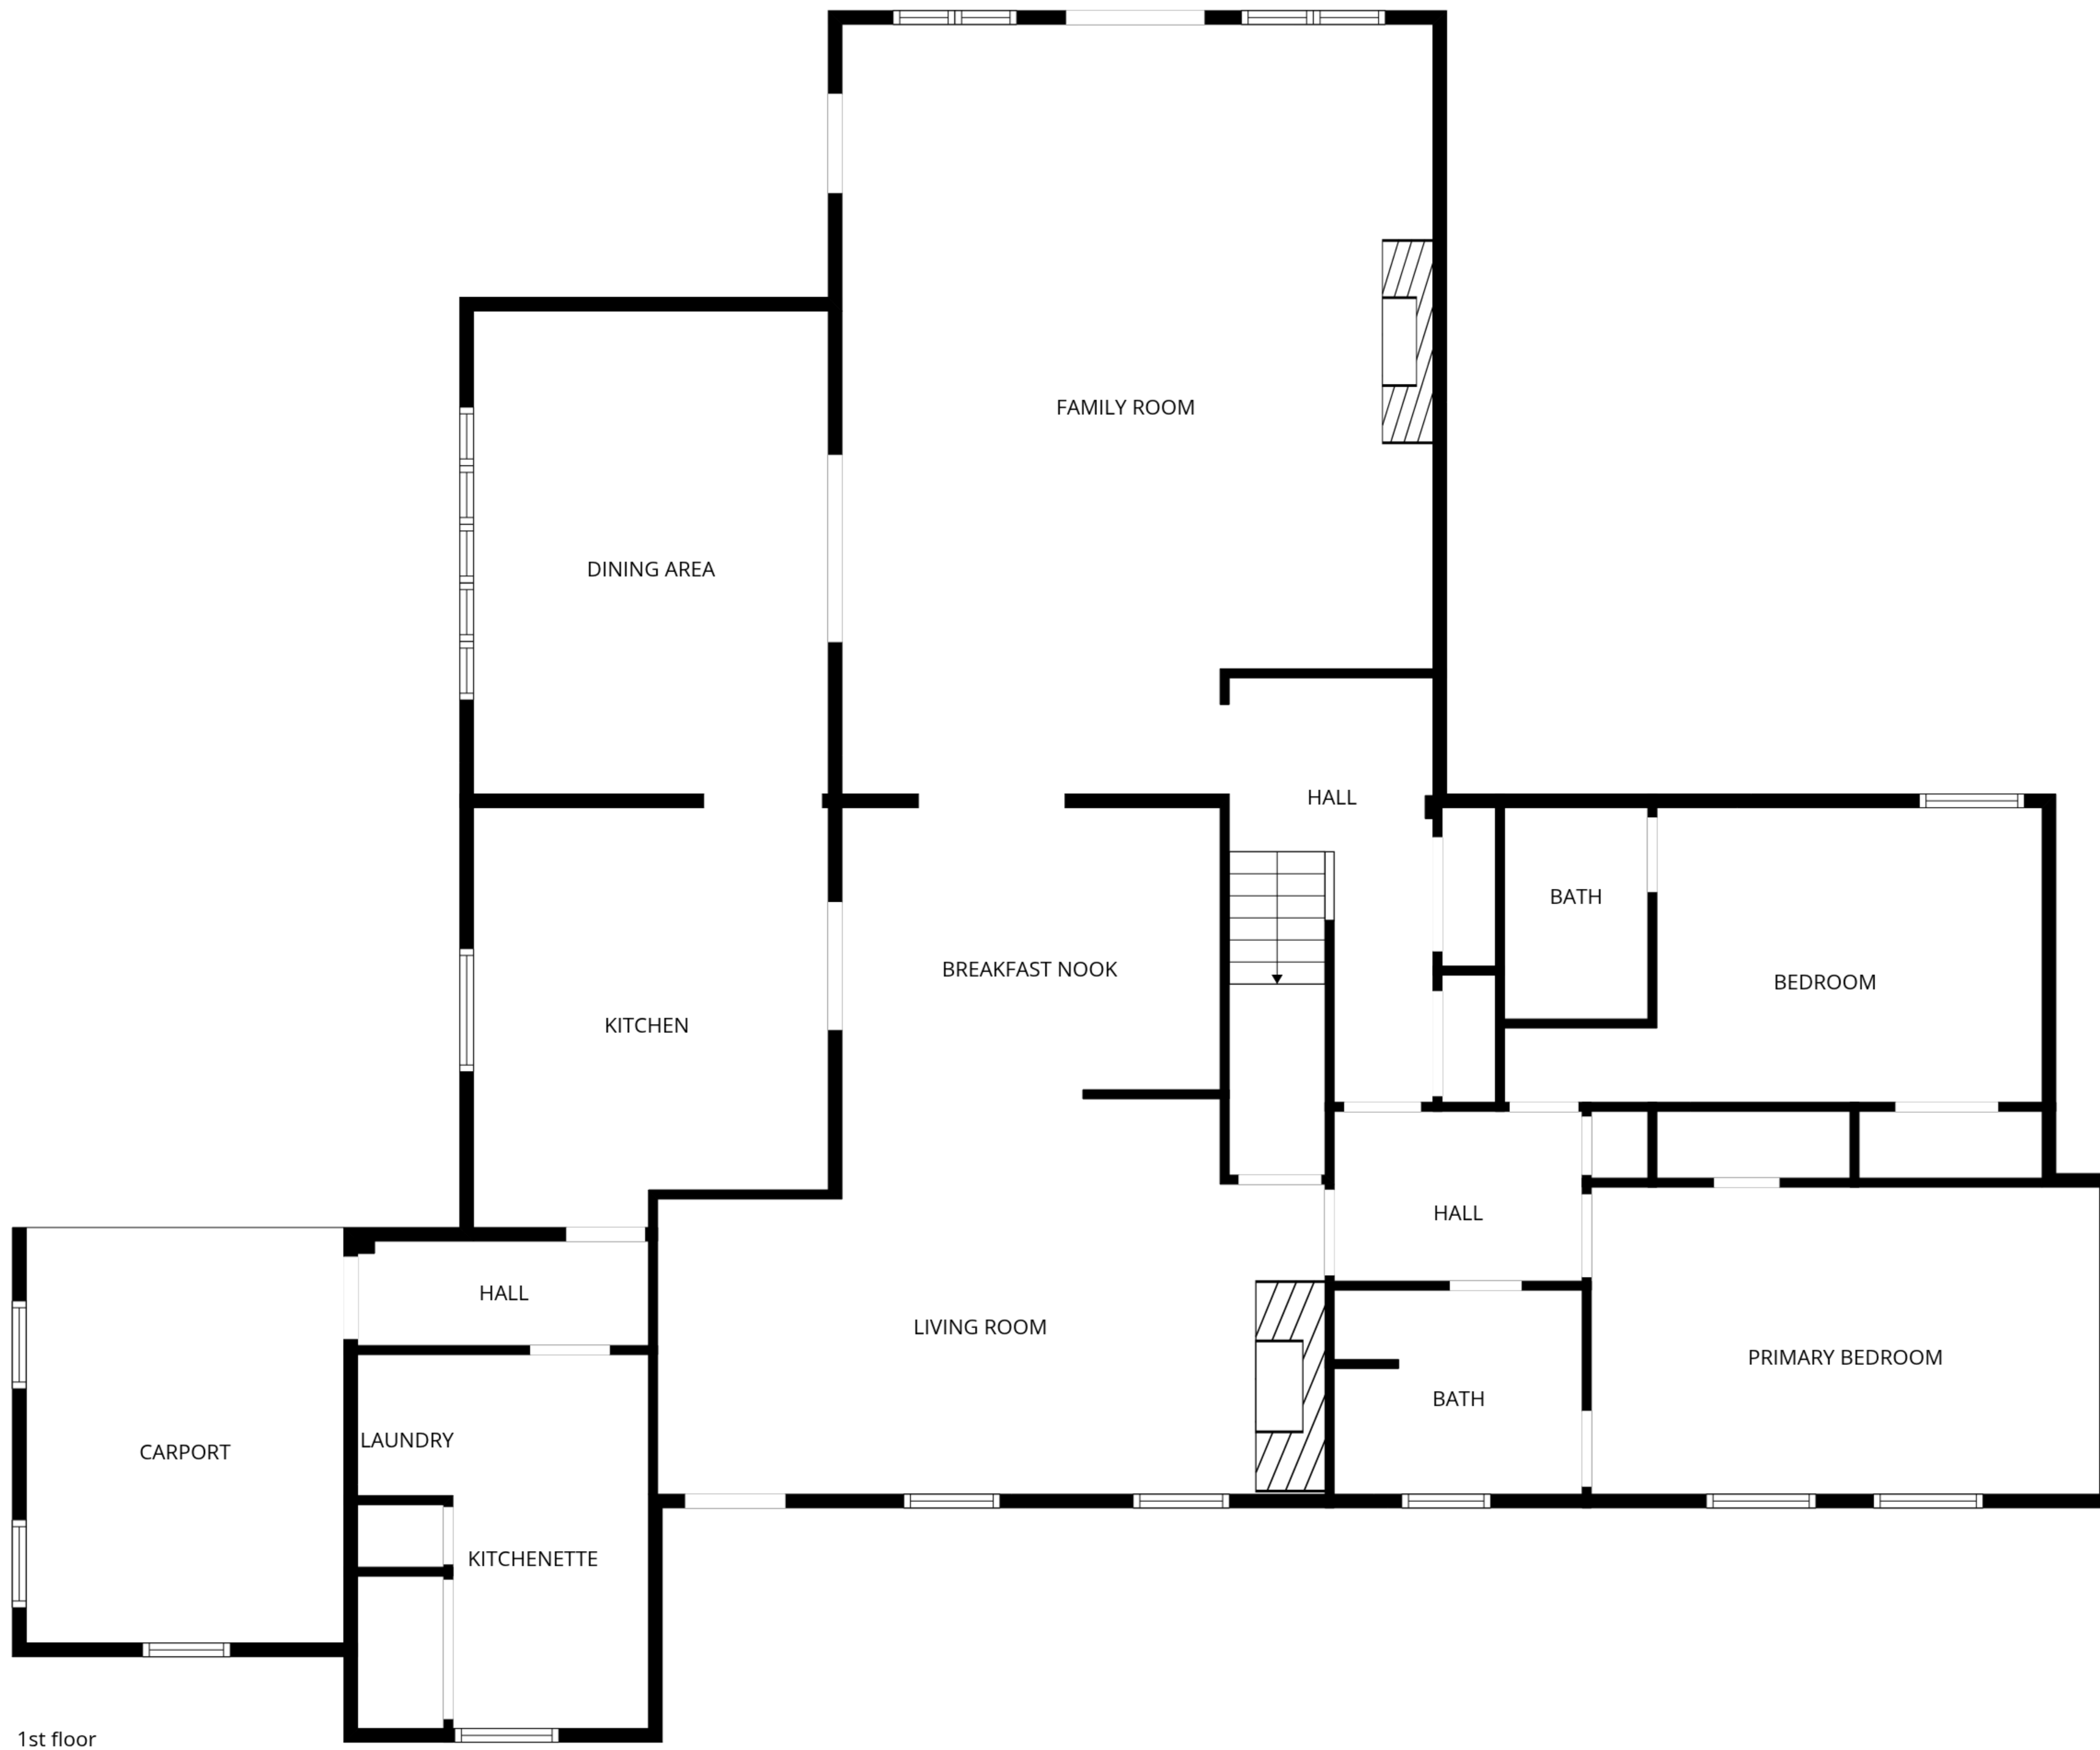 FAMILY ROOM
DINING AREA
HALL
BATH
BREAKFAST NOOK
BEDROOM
KITCHEN
HALL
HALL
LIVING ROOM
PRIMARY BEDROOM
BATH
LAUNDRY
CARPORT
KITCHENETTE
1st floor